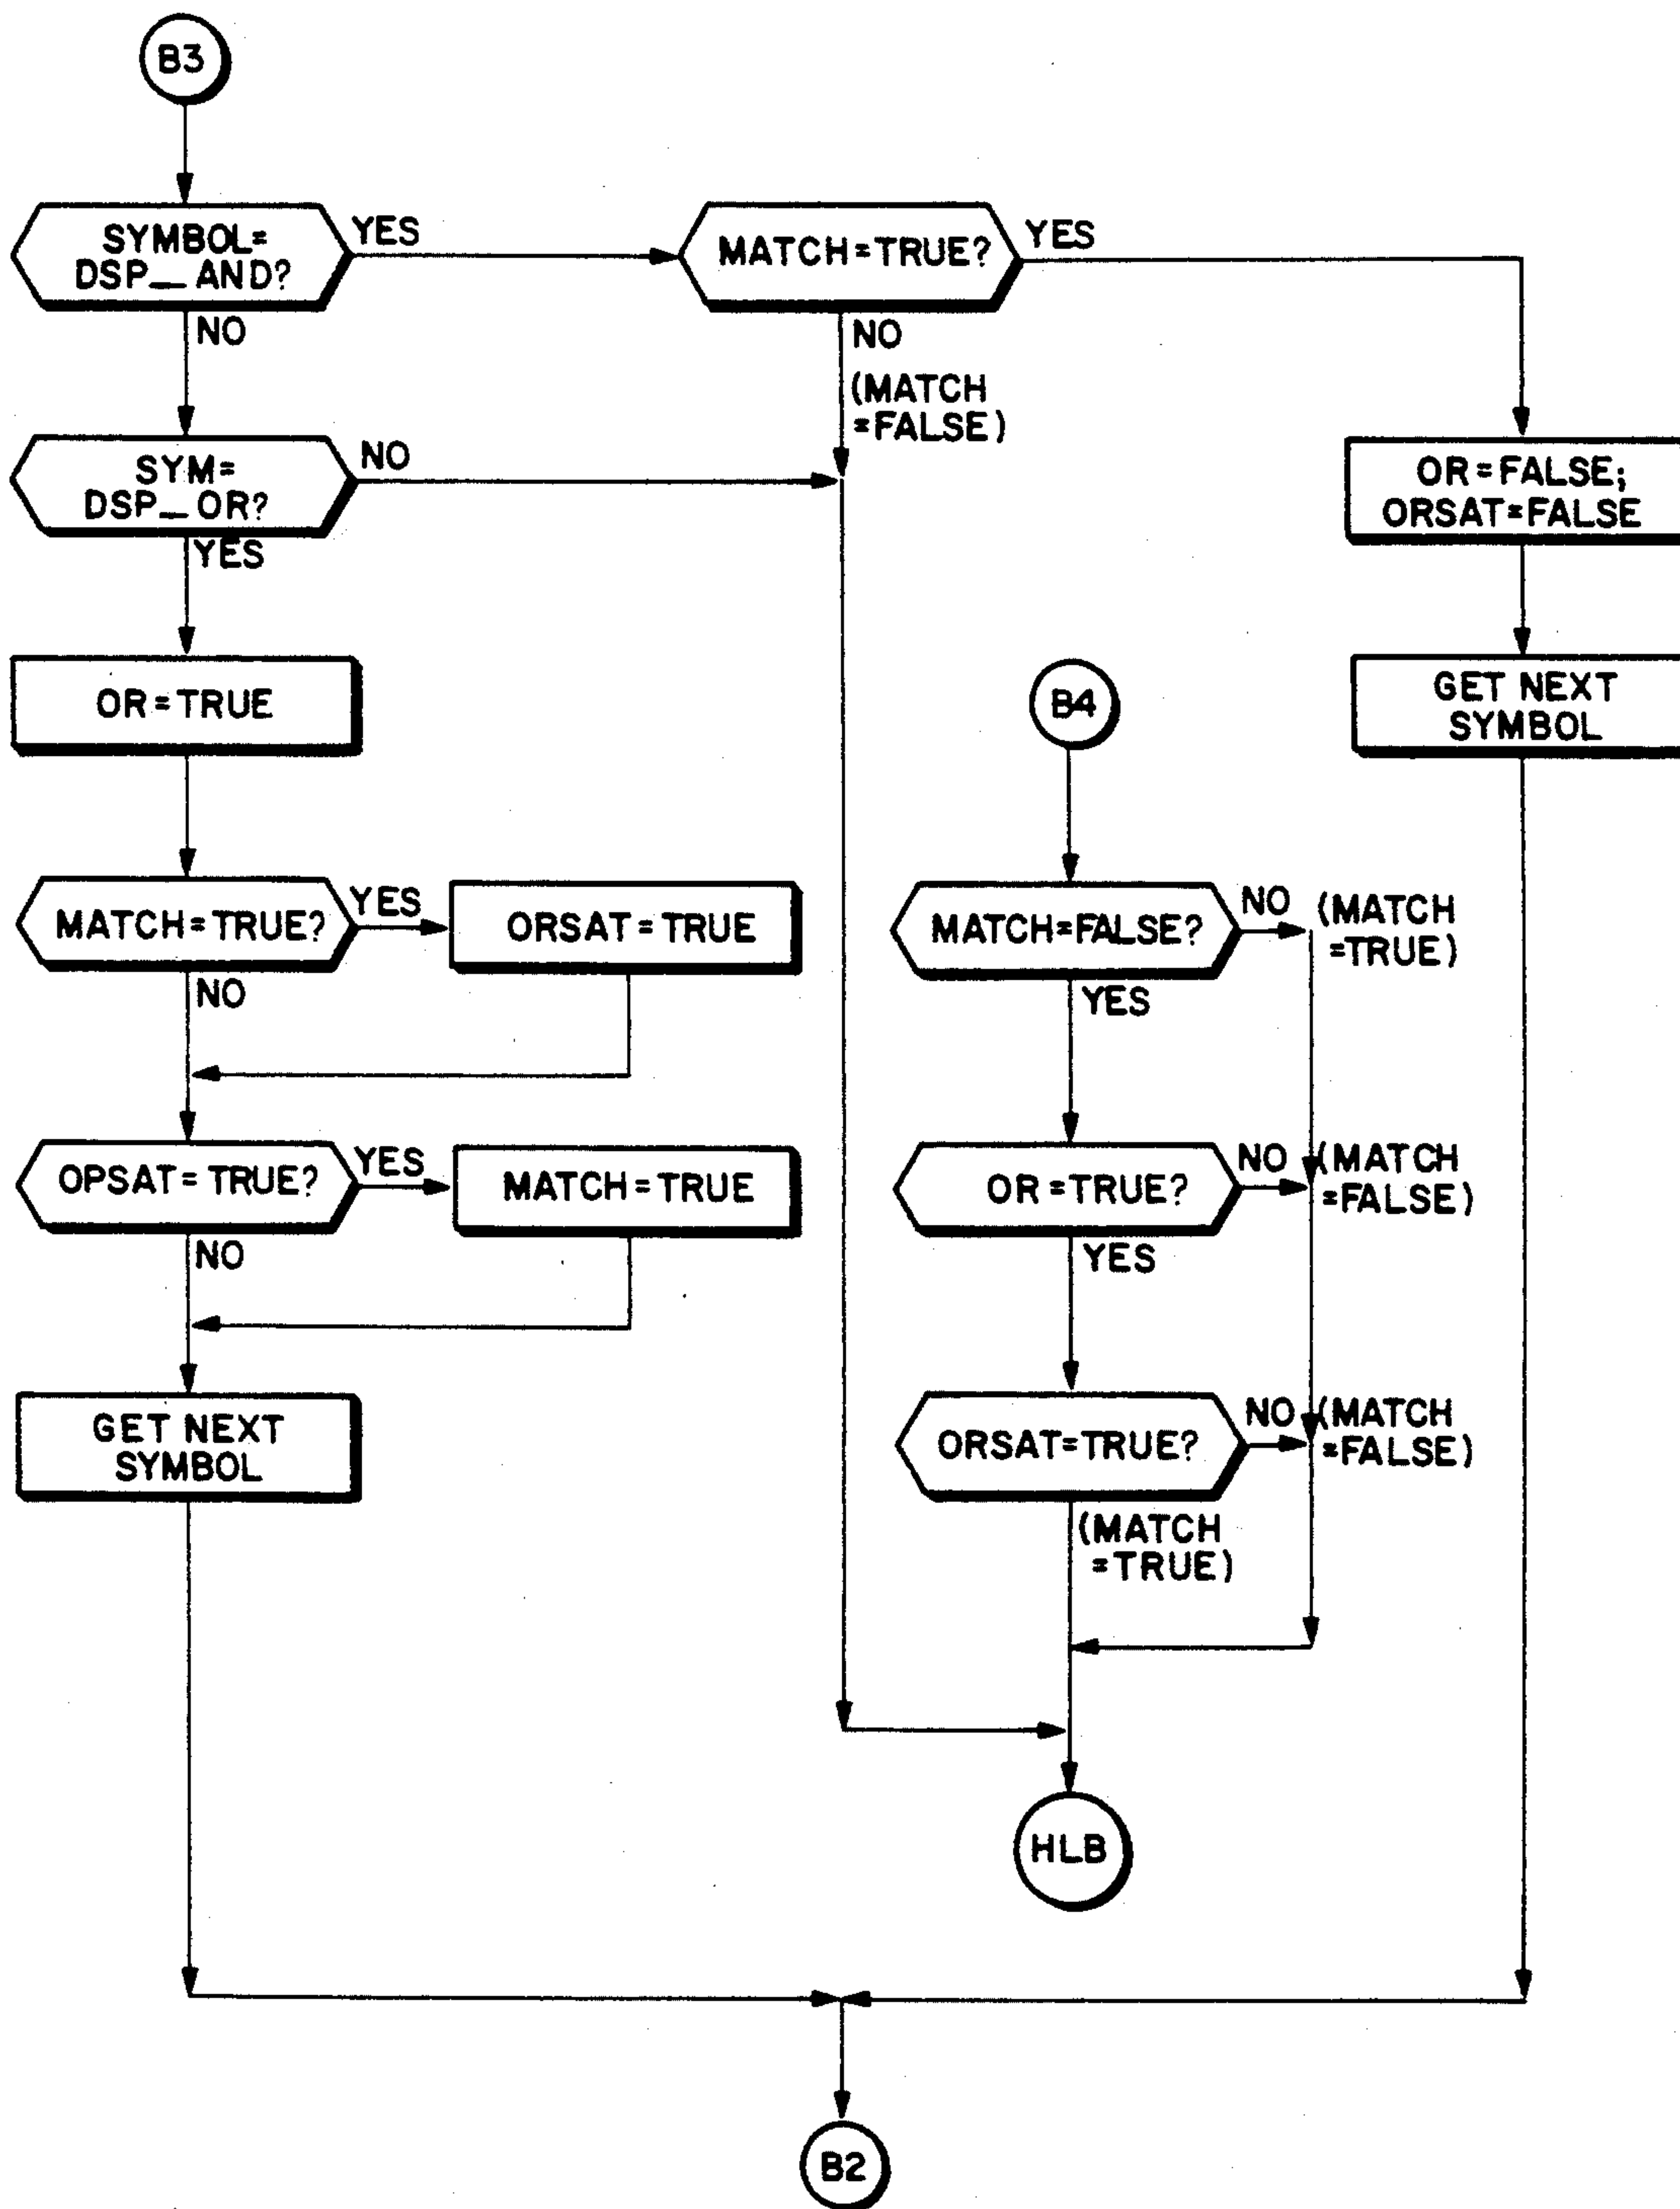 B3
SYMBOL=
DSP__AND?
YES
NO
MATCH=TRUE?
YES
NO
(MATCH
=FALSE)
SYM=
DSP__OR?
NO
YES
OR=FALSE;
ORSAT=FALSE
OR=TRUE
B4
GET NEXT
SYMBOL
MATCH=TRUE?
YES
NO
ORSAT=TRUE
MATCH=FALSE?
NO
(MATCH
=TRUE)
YES
OPSAT=TRUE?
YES
NO
MATCH=TRUE
OR=TRUE?
NO
(MATCH
=FALSE)
YES
GET NEXT
SYMBOL
ORSAT=TRUE?
NO
(MATCH
=FALSE)
(MATCH
=TRUE)
HLB
B2